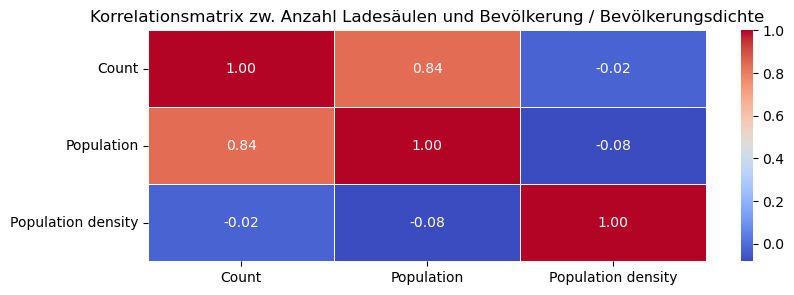 Korrelationsmatrix zw. Anzahl Ladesäulen und Bevölkerung / Bevölkerungsdichte
Count 1.00 0.84 -0.02
Population 0.84 1.00 -0.08
Population density -0.02 -0.08 1.00
Count Population Population density
1.0
0.8
0.6
0.4
0.2
0.0